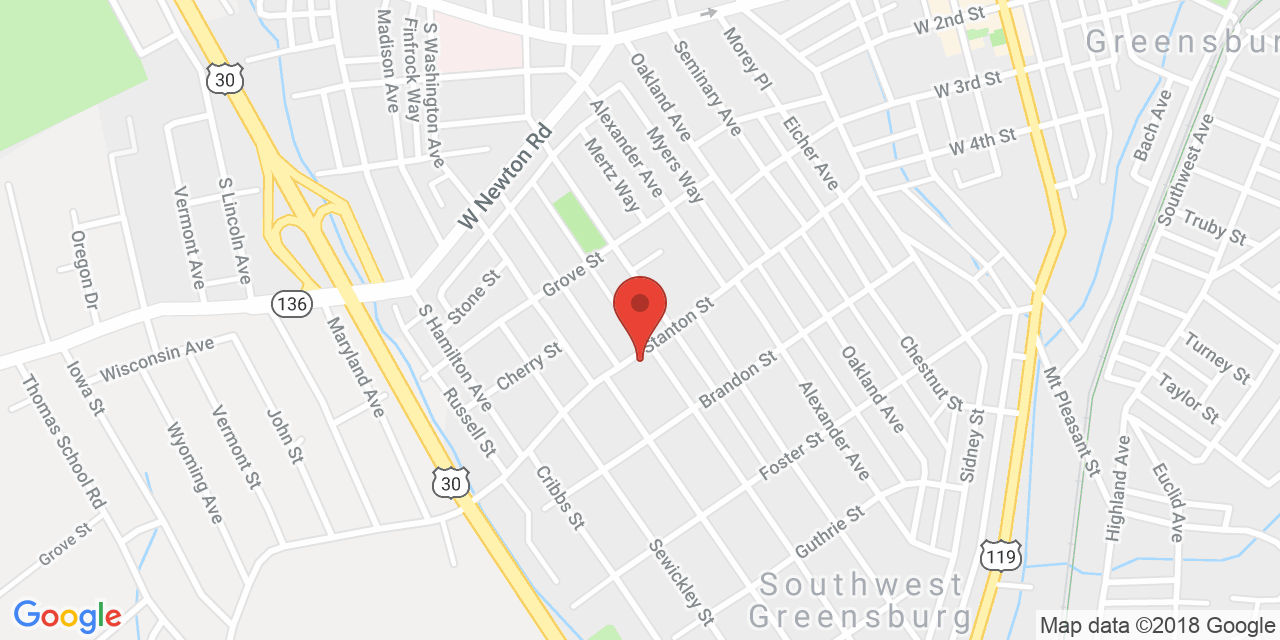 W 2nd St
Greensbur
W 3rd St
W 4th St
Morey Pl
Seminary Ave
Oakland Ave
Eicher Ave
Myers Way
Alexander Ave
Mertz Way
W Newton Rd
S Washington Ave
Finfrock Way
Madison Ave
30
Bach Ave
Southwest Ave
Truby St
Vermont Ave
S Lincoln Ave
Oregon Dr
136
Grove St
Stone St
Stanton St
Cherry St
S Hamilton Ave
Russell St
Maryland Ave
Wisconsin Ave
Iowa St
Thomas School Rd
Wyoming Ave
Vermont St
John St
Grove St
30
Cribbs St
Sewickley St
Brandon St
Foster St
Guthrie St
Alexander Ave
Oakland Ave
Chestnut St
Sidney St
Mt Pleasant St
Turney St
Taylor St
Highland Ave
Euclid Ave
119
Southwest
Greensburg
Google
Map data ©2018 Google